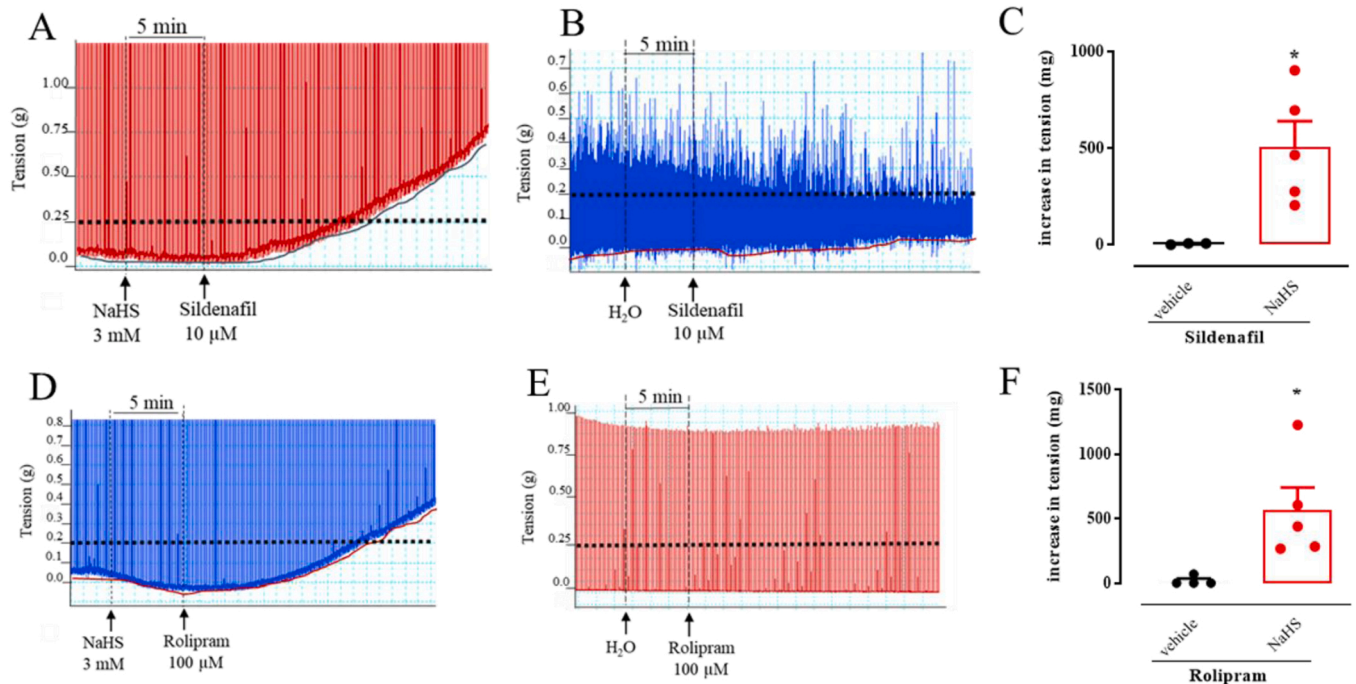 A
5 min
Tension (g)
1.00
0.75
0.50
0.25
0.0
NaHS
3 mM
Sildenafil
10 µM
B
5 min
Tension (g)
0.7
0.6
0.5
0.4
0.3
0.2
0.1
0.0
H₂O
Sildenafil
10 µM
C
increase in tension (mg)
1000
500
0
*
vehicle
NaHS
Sildenafil
D
5 min
Tension (g)
0.8
0.6
0.5
0.4
0.3
0.2
0.1
0.0
NaHS
3 mM
Rolipram
100 µM
E
5 min
Tension (g)
1.00
0.75
0.50
0.25
0.0
H₂O
Rolipram
100 µM
F
increase in tension (mg)
1500
1000
500
0
*
vehicle
NaHS
Rolipram